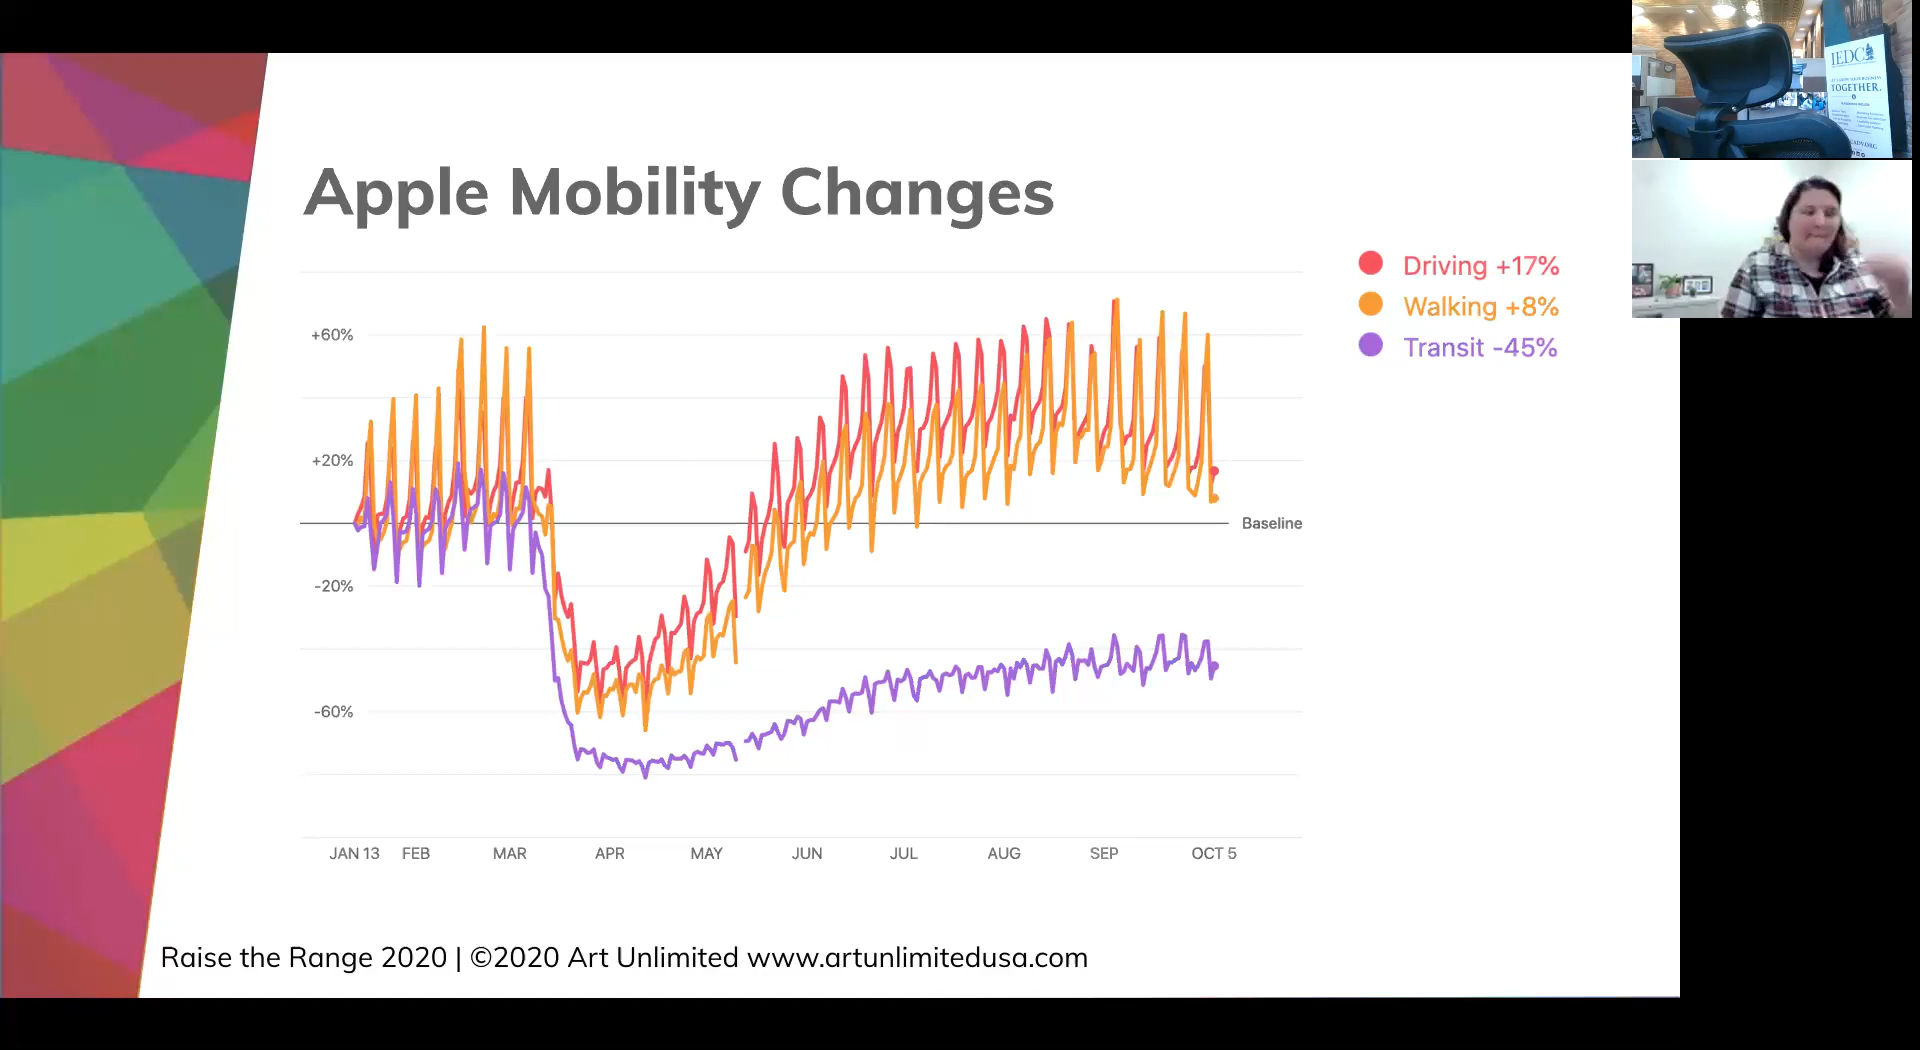 Apple Mobility Changes
Driving +17%
Walking +8%
Transit -45%
+60%
+20%
Baseline
-20%
-60%
JAN 13 FEB MAR APR MAY JUN JUL AUG SEP OCT 5
Raise the Range 2020 | ©2020 Art Unlimited www.artunlimitedusa.com
IEDC
TOGETHER.